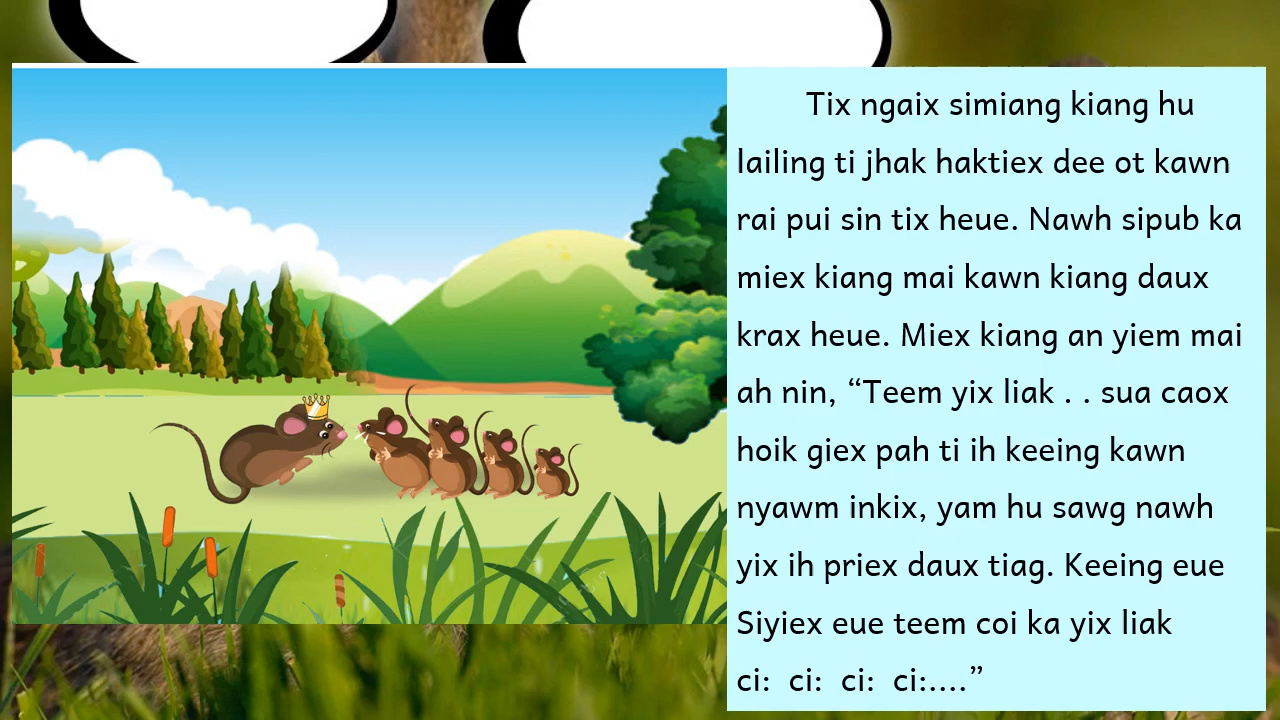 Tix ngaix simiang kiang hu
lailing ti jhak haktiex dee ot kawn
rai pui sin tix heue. Nawh sipub ka
miex kiang mai kawn kiang daux
krax heue. Miex kiang an yiem mai
ah nin, “Teem yix liak . . sua caox
hoik giex pah ti ih keeing kawn
nyawm inkix, yam hu sawg nawh
yix ih priex daux tiag. Keeing eue
Siyiex eue teem coi ka yix liak
ci: ci: ci: ci:....”